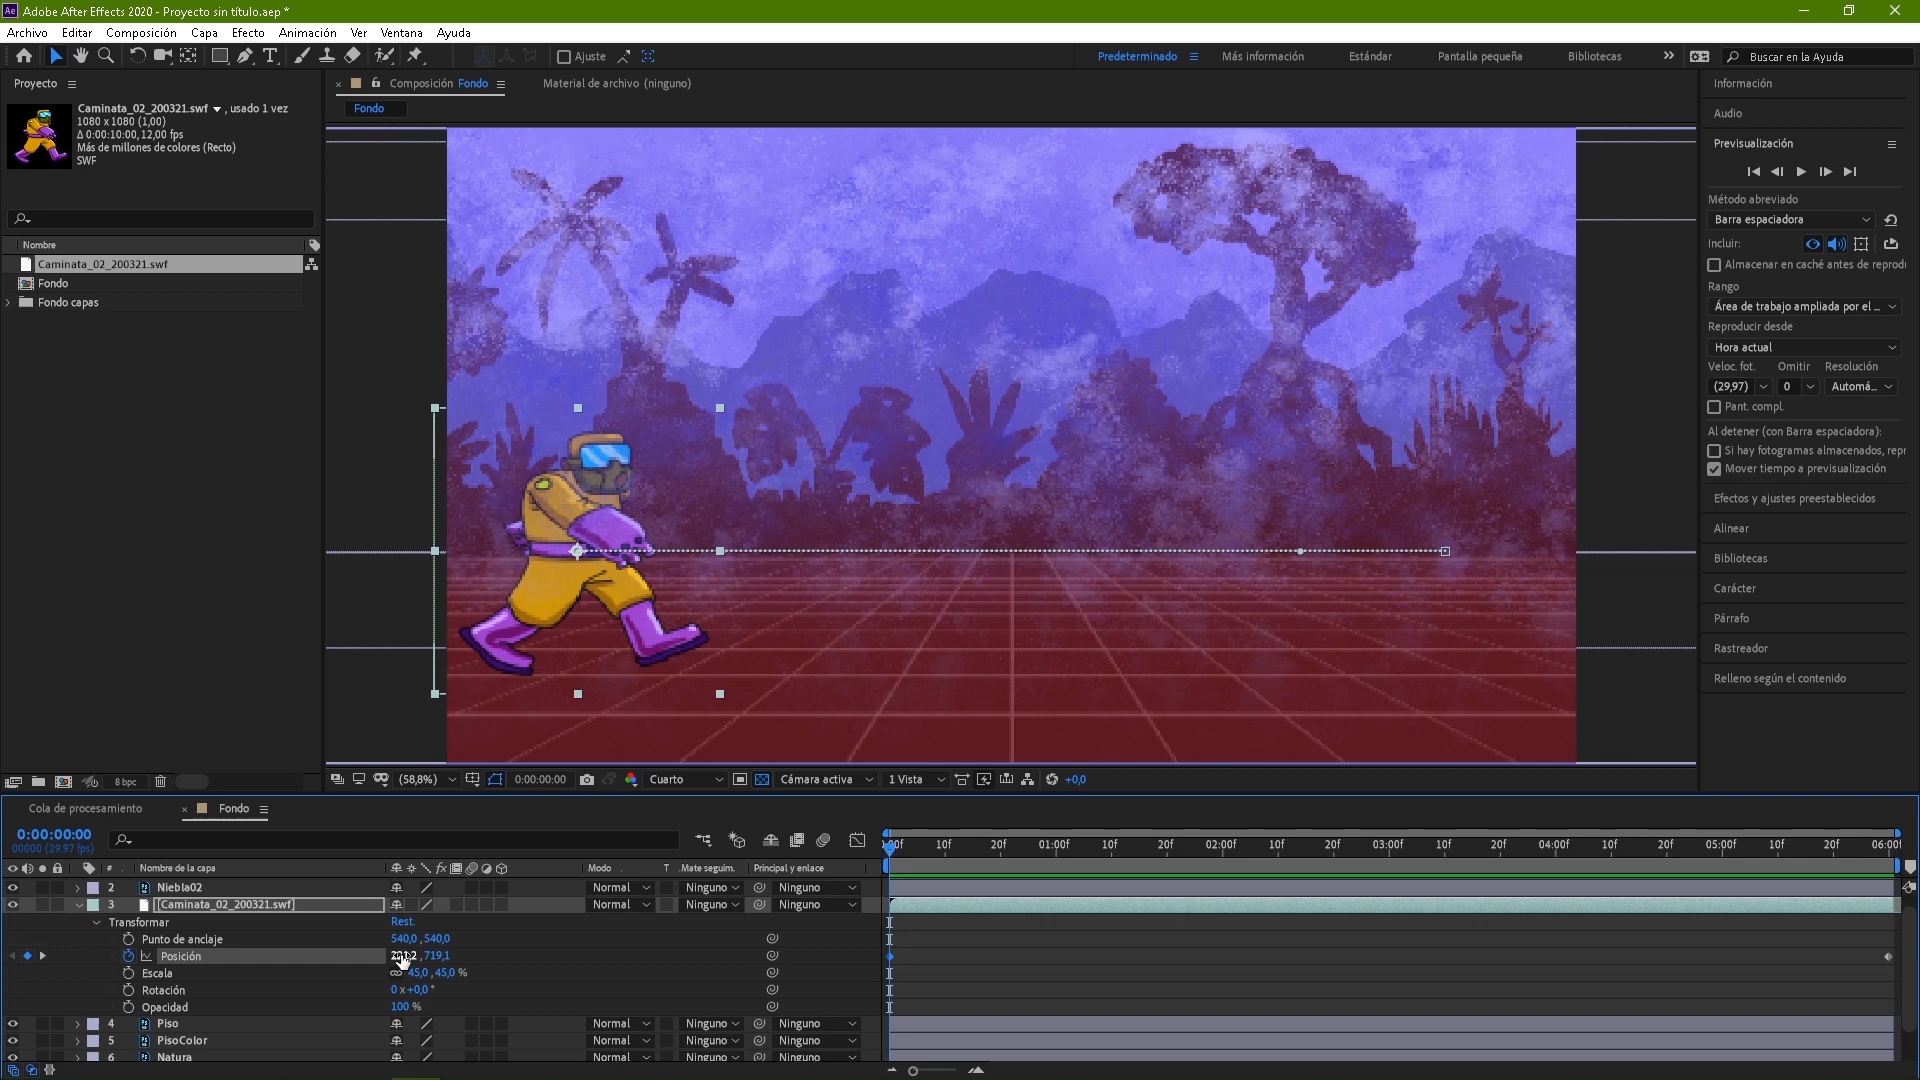 Ae Adobe After Effects 2020 - Proyecto sin título.aep *
Archivo Editar Composición Capa Efecto Animación Ver Ventana Ayuda
Ajuste Predeterminado Más información Estándar Pantalla pequeña Bibliotecas Buscar en la Ayuda
Proyecto
Caminata_02_200321.swf , usado 1 vez
1080 x 1080 (1,00)
Δ 0:00:10:00, 12,00 fps
Más de millones de colores (Recto)
SWF
Nombre
Caminata_02_200321.swf
Fondo
Fondo capas
8 bpc
Composición Fondo Material de archivo (ninguno)
Fondo
(58,8%) 0:00:00:00 Cuarto Cámara activa 1 Vista +0,0
Información
Audio
Previsualización
Método abreviado
Barra espaciadora
Incluir:
Almacenar en caché antes de reprodu
Rango
Área de trabajo ampliada por el ...
Reproducir desde
Hora actual
Veloc. fot. Omitir Resolución
(29,97) 0 Automá...
Pant. compl.
Al detener (con Barra espaciadora):
Si hay fotogramas almacenados, repr
Mover tiempo a previsualización
Efectos y ajustes preestablecidos
Alinear
Bibliotecas
Carácter
Párrafo
Rastreador
Relleno según el contenido
Cola de procesamiento Fondo
0:00:00:00
00000 (29.97 fps)
# Nombre de la capa fx Modo T .Mate seguim. Principal y enlace
:00f 10f 20f 01:00f 10f 20f 02:00f 10f 20f 03:00f 10f 20f 04:00f 10f 20f 05:00f 10f 20f 06:00f
2 Niebla02 Normal Ninguno Ninguno
3 [Caminata_02_200321.swf] Normal Ninguno Ninguno
Transformar Rest.
Punto de anclaje 540,0 ,540,0
Posición ,719,1
Escala 45,0 ,45,0 %
Rotación 0 x+0,0 °
Opacidad 100 %
4 Piso Normal Ninguno Ninguno
5 PisoColor Normal Ninguno Ninguno
6 Natura Normal Ninguno Ninguno